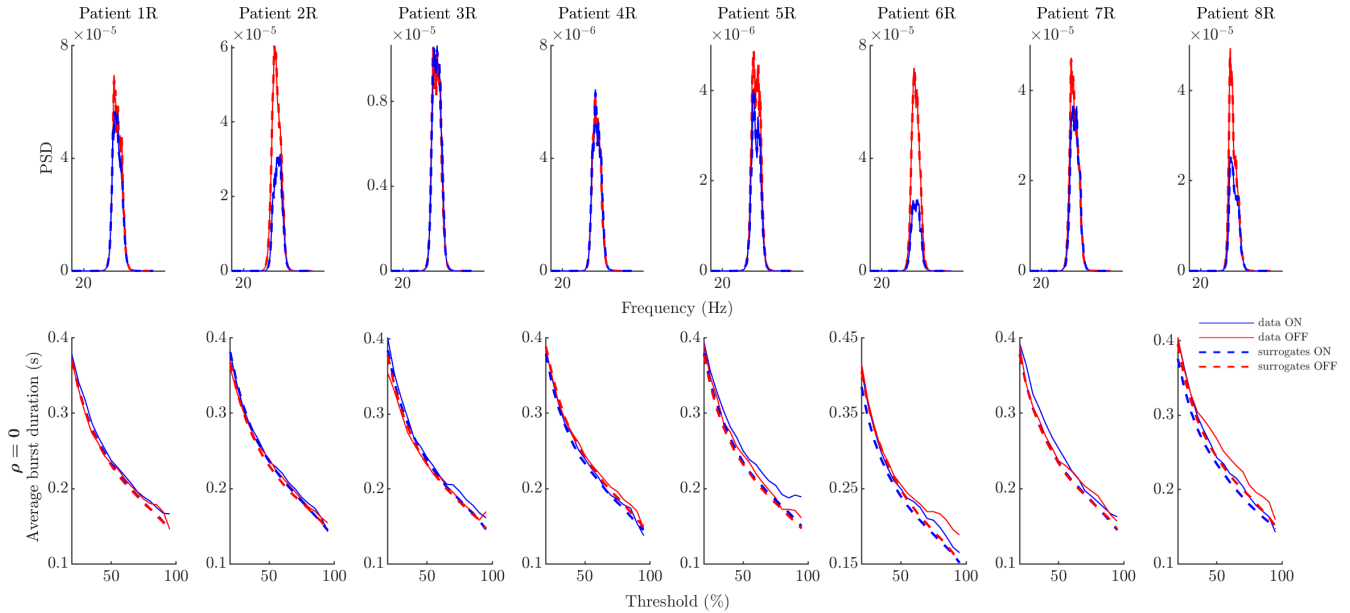 Patient 1R Patient 2R Patient 3R Patient 4R Patient 5R Patient 6R Patient 7R Patient 8R
×10⁻⁵ ×10⁻⁵ ×10⁻⁵ ×10⁻⁶ ×10⁻⁶ ×10⁻⁵ ×10⁻⁵ ×10⁻⁵
8 6 8 8
0.8 4 4 4
4 4
PSD 4 4
0.4 2 2 2
2
0 0 0 0 0 0 0 0
20 20 20 20 20 20 20 20
Frequency (Hz)
data ON
data OFF
surrogates ON
surrogates OFF
0.4 0.4 0.4 0.4 0.4 0.45 0.4 0.4
0.3 0.3 0.3 0.3 0.3 0.35 0.3 0.3
0.2 0.2 0.2 0.2 0.2 0.25 0.2 0.2
0.1 0.1 0.1 0.1 0.1 0.15 0.1 0.1
ρ = 0
Average burst duration (s)
50 100 50 100 50 100 50 100 50 100 50 100 50 100 50 100
Threshold (%)